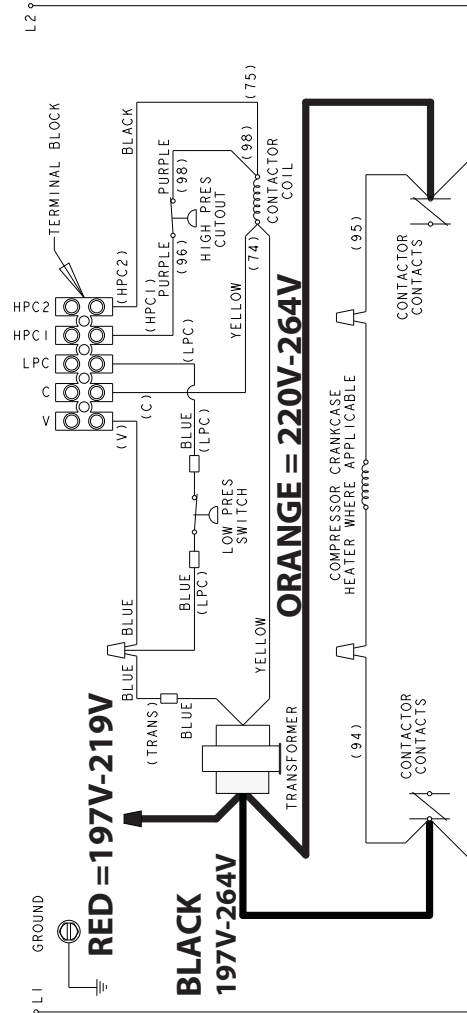 L2
TERMINAL BLOCK
HPC2
HPC1
LPC
C
V
(HPC2)
(HPC1)
(LPC)
(C)
(V)
BLACK
(75)
PURPLE
(98)
(98)
HIGH PRES
CUTOUT
PURPLE
(96)
CONTACTOR
COIL
(74)
YELLOW
BLUE
(LPC)
LOW PRES
SWITCH
BLUE
(LPC)
BLUE
BLUE
(TRANS)
BLUE
YELLOW
TRANSFORMER
RED =197V-219V
ORANGE = 220V-264V
BLACK
197V-264V
GROUND
L1
(95)
CONTACTOR
CONTACTS
COMPRESSOR CRANKCASE
HEATER WHERE APPLICABLE
(94)
CONTACTOR
CONTACTS